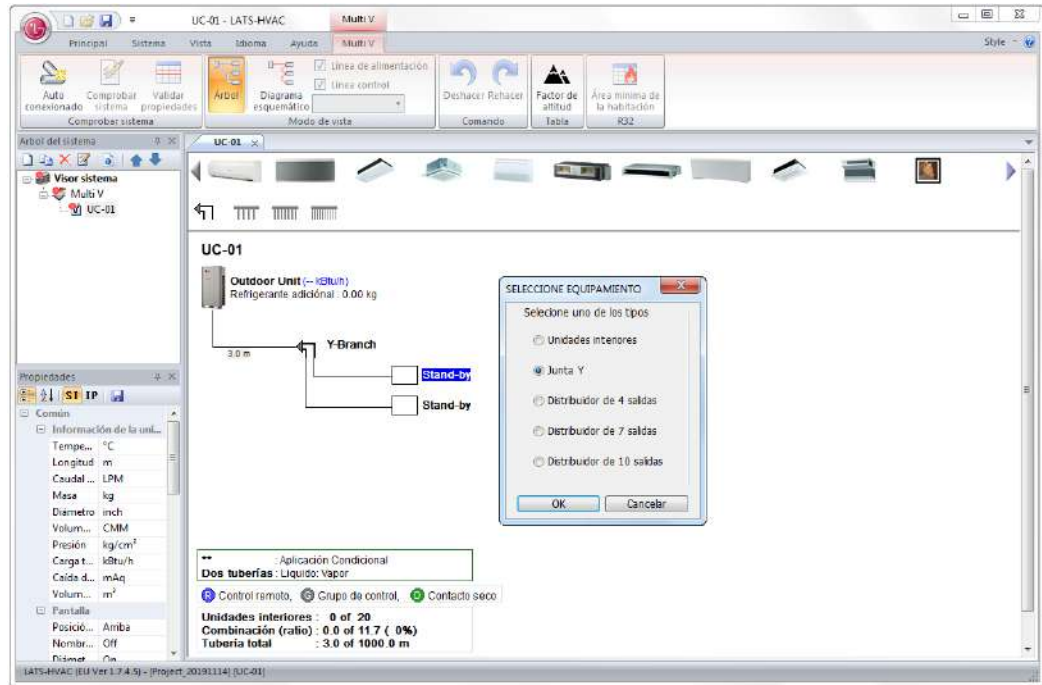 UC-01 - LATS-HVAC
Multi V
Principal Sistema Vista Idioma Ayuda Multi V
Style
Auto conexionado
Comprobar sistema
Validar propiedades
Comprobar sistema
Árbol
Diagrama esquemático
Línea de alimentación
Línea control
Modo de vista
Deshacer Rehacer
Comando
Factor de altitud
Tabla
Área mínima de la habitación
R32
Arbol del sistema
Visor sistema
Multi V
UC-01
UC-01
UC-01
Outdoor Unit (-- kBtu/h)
Refrigerante adiciónal : 0.00 kg
3.0 m
Y-Branch
Stand-by
Stand-by
SELECCIONE EQUIPAMIENTO
Selecione uno de los tipos
Unidades interiores
Junta Y
Distribuidor de 4 salidas
Distribuidor de 7 salidas
Distribuidor de 10 salidas
OK Cancelar
Propiedades
SI IP
Común
Información de la uni...
Tempe... °C
Longitud m
Caudal ... LPM
Masa kg
Diámetro inch
Volum... CMM
Presión kg/cm²
Carga t... kBtu/h
Caída d... mAq
Volum... m³
Pantalla
Posició... Arriba
Nombr... Off
Diámet... On
** : Aplicación Condicional
Dos tuberías : Liquido: Vapor
R Control remoto, G Grupo de control, D Contacto seco
Unidades interiores : 0 of 20
Combinación (ratio) : 0.0 of 11.7 ( 0%)
Tubería total : 3.0 of 1000.0 m
LATS-HVAC (EU Ver 1.7.4.5) - [Project_20191114] [UC-01]